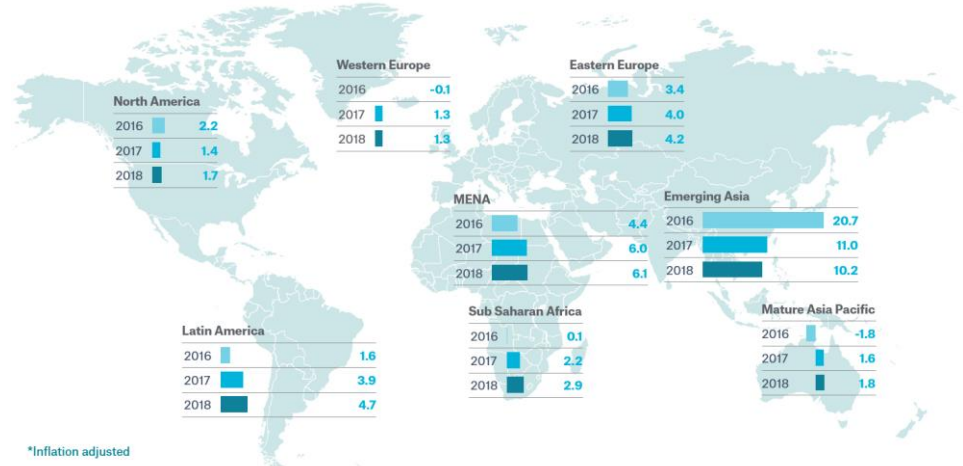 Western Europe
2016 -0.1
2017 1.3
2018 1.3
Eastern Europe
2016 3.4
2017 4.0
2018 4.2
North America
2016 2.2
2017 1.4
2018 1.7
MENA
2016 4.4
2017 6.0
2018 6.1
Emerging Asia
2016 20.7
2017 11.0
2018 10.2
Latin America
2016 1.6
2017 3.9
2018 4.7
Sub Saharan Africa
2016 0.1
2017 2.2
2018 2.9
Mature Asia Pacific
2016 -1.8
2017 1.6
2018 1.8
*Inflation adjusted